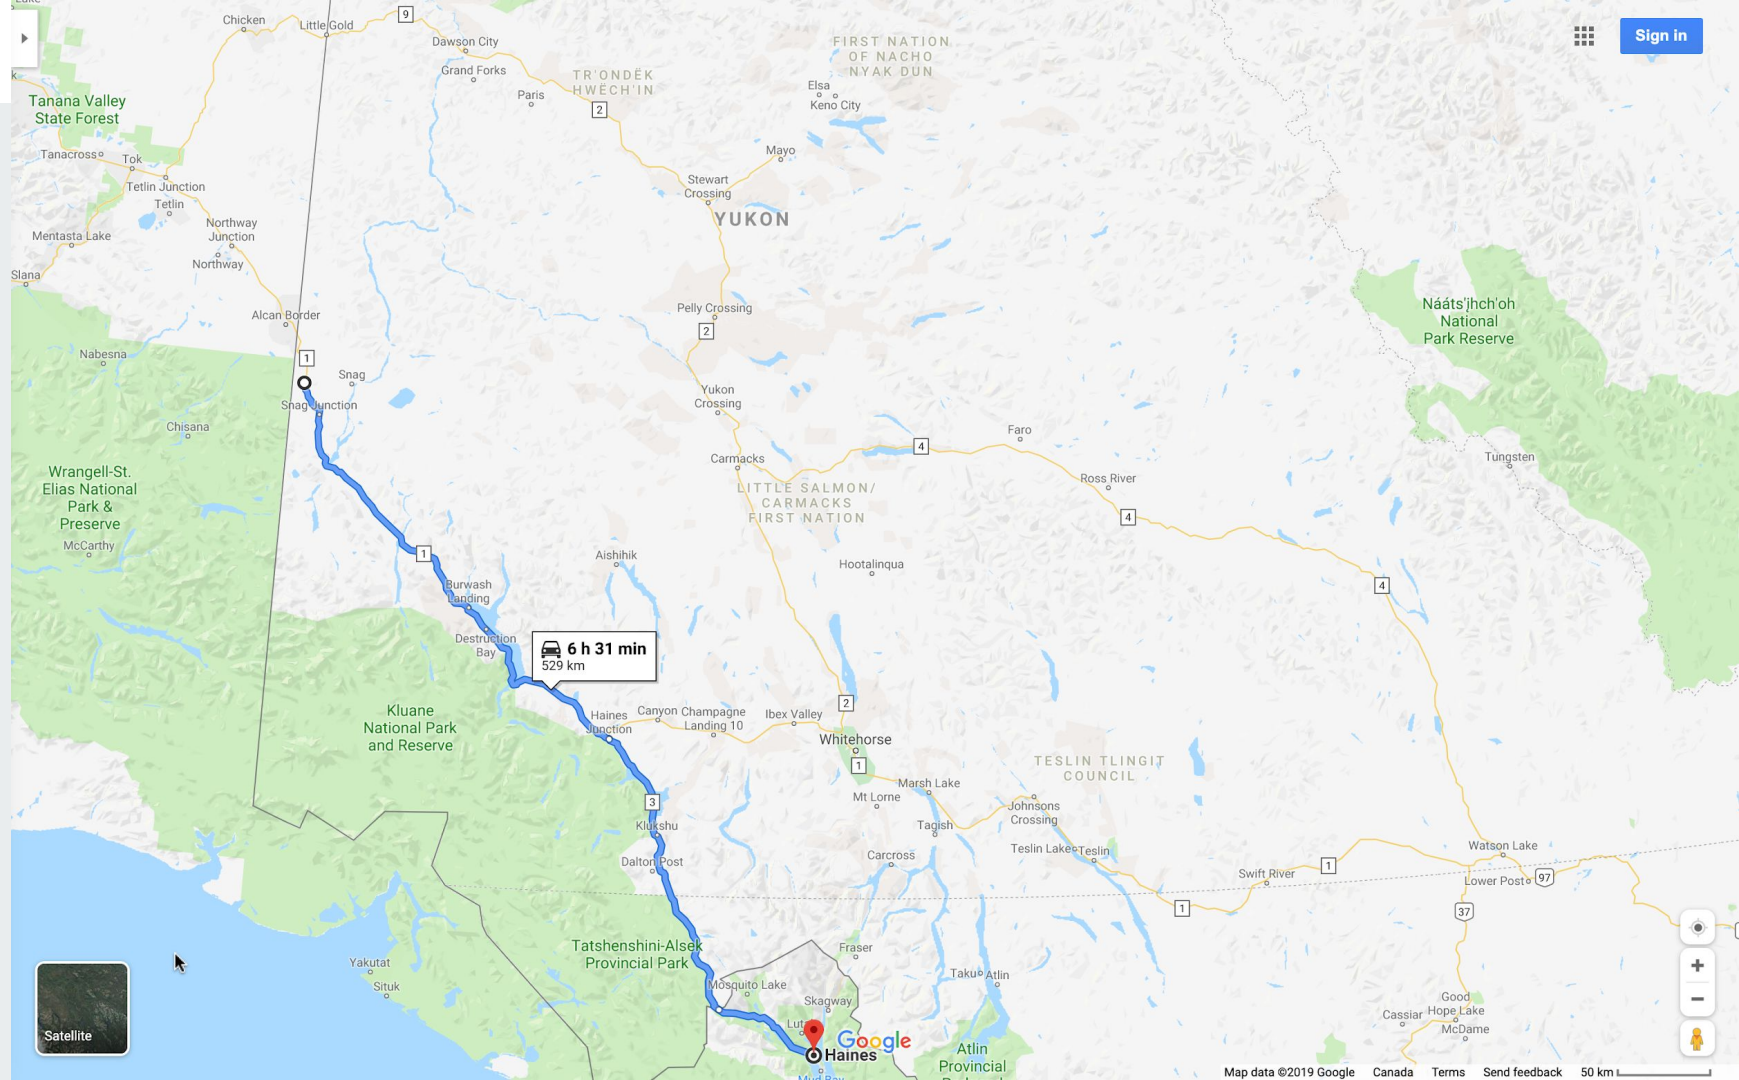 Chicken
Little Gold
9
Dawson City
Grand Forks
Paris
TR'ONDËK
HWËCH'IN
2
FIRST NATION
OF NACHO
NYAK DUN
Elsa
Keno City
Sign in
Tanana Valley
State Forest
Tanacross
Tok
Tetlin Junction
Tetlin
Mayo
Stewart
Crossing
YUKON
Mentasta Lake
Northway
Junction
Northway
Slana
Alcan Border
Pelly Crossing
2
Nááts'įhch'oh
National
Park Reserve
Nabesna
1
Snag
Snag Junction
Chisana
Yukon
Crossing
Faro
4
Carmacks
Tungsten
Wrangell-St.
Elias National
Park &
Preserve
McCarthy
Ross River
LITTLE SALMON/
CARMACKS
FIRST NATION
4
1
Aishihik
Hootalinqua
4
Burwash
Landing
Destruction
Bay
6 h 31 min
529 km
Kluane
National Park
and Reserve
Haines
Junction
Canyon
Champagne
Landing 10
Ibex Valley
2
Whitehorse
1
TESLIN TLINGIT
COUNCIL
Marsh Lake
Mt Lorne
3
Klukshu
Tagish
Johnsons
Crossing
Dalton Post
Carcross
Teslin Lake
Teslin
Swift River
1
Watson Lake
Lower Post
97
1
37
Tatshenshini-Alsek
Provincial Park
Fraser
Yakutat
Situk
Mosquito Lake
Taku
Atlin
Skagway
Good
Hope Lake
Cassiar
McDame
Satellite
Google
Haines
Atlin
Provincial
Map data ©2019 Google
Canada
Terms
Send feedback
50 km